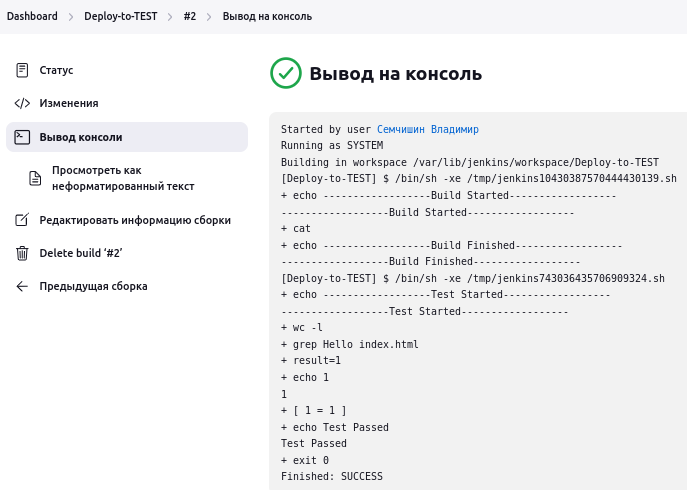 Dashboard > Deploy-to-TEST > #2 > Вывод на консоль
Статус
Изменения
Вывод консоли
Просмотреть как
неформатированный текст
Редактировать информацию сборки
Delete build ‘#2’
Предыдущая сборка
Вывод на консоль
Started by user Семчишин Владимир
Running as SYSTEM
Building in workspace /var/lib/jenkins/workspace/Deploy-to-TEST
[Deploy-to-TEST] $ /bin/sh -xe /tmp/jenkins10430387570444430139.sh
+ echo ------------------Build Started------------------
------------------Build Started------------------
+ cat
+ echo ------------------Build Finished------------------
------------------Build Finished------------------
[Deploy-to-TEST] $ /bin/sh -xe /tmp/jenkins743036435706909324.sh
+ echo ------------------Test Started------------------
------------------Test Started------------------
+ wc -l
+ grep Hello index.html
+ result=1
+ echo 1
1
+ [ 1 = 1 ]
+ echo Test Passed
Test Passed
+ exit 0
Finished: SUCCESS